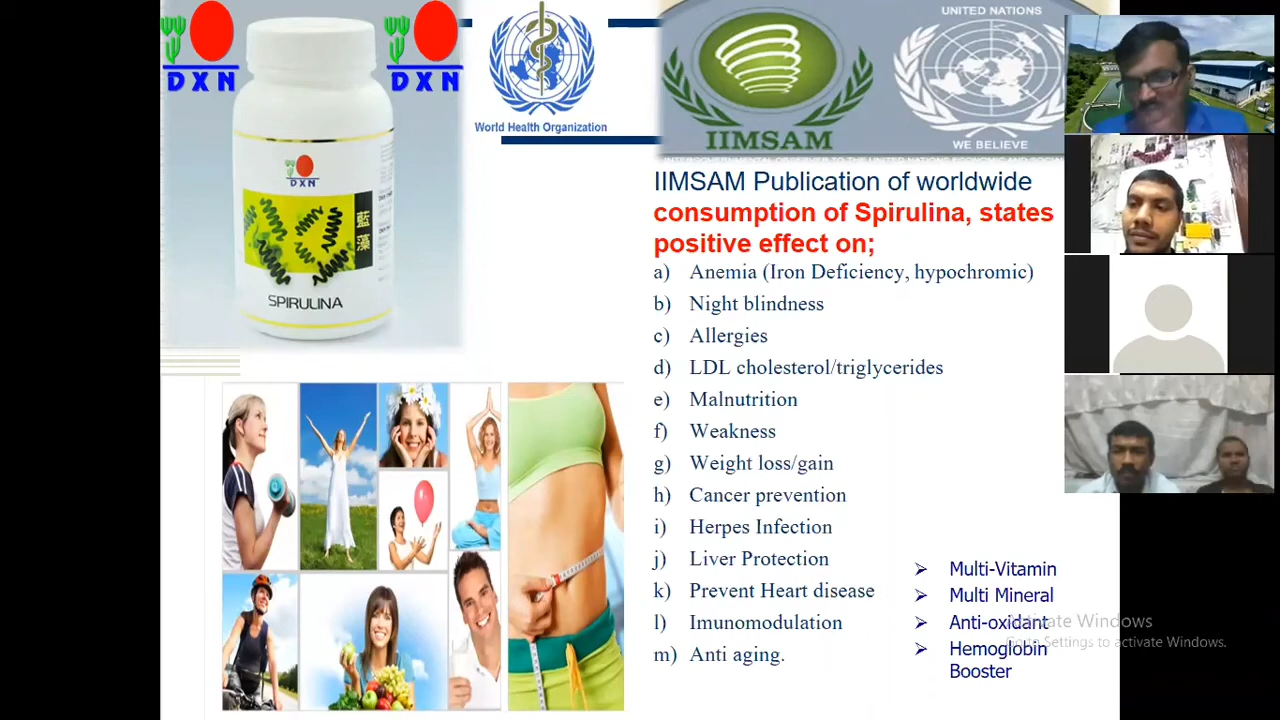 DXN
DXN
World Health Organization
IIMSAM
UNITED NATIONS
WE BELIEVE
DXN
藍藻
SPIRULINA
IIMSAM Publication of worldwide
consumption of Spirulina, states
positive effect on;
a) Anemia (Iron Deficiency, hypochromic)
b) Night blindness
c) Allergies
d) LDL cholesterol/triglycerides
e) Malnutrition
f) Weakness
g) Weight loss/gain
h) Cancer prevention
i) Herpes Infection
j) Liver Protection
k) Prevent Heart disease
l) Imunomodulation
m) Anti aging.
➢ Multi-Vitamin
➢ Multi Mineral
➢ Anti-oxidant
➢ Hemoglobin
Booster
Activate Windows
Go to Settings to activate Windows.